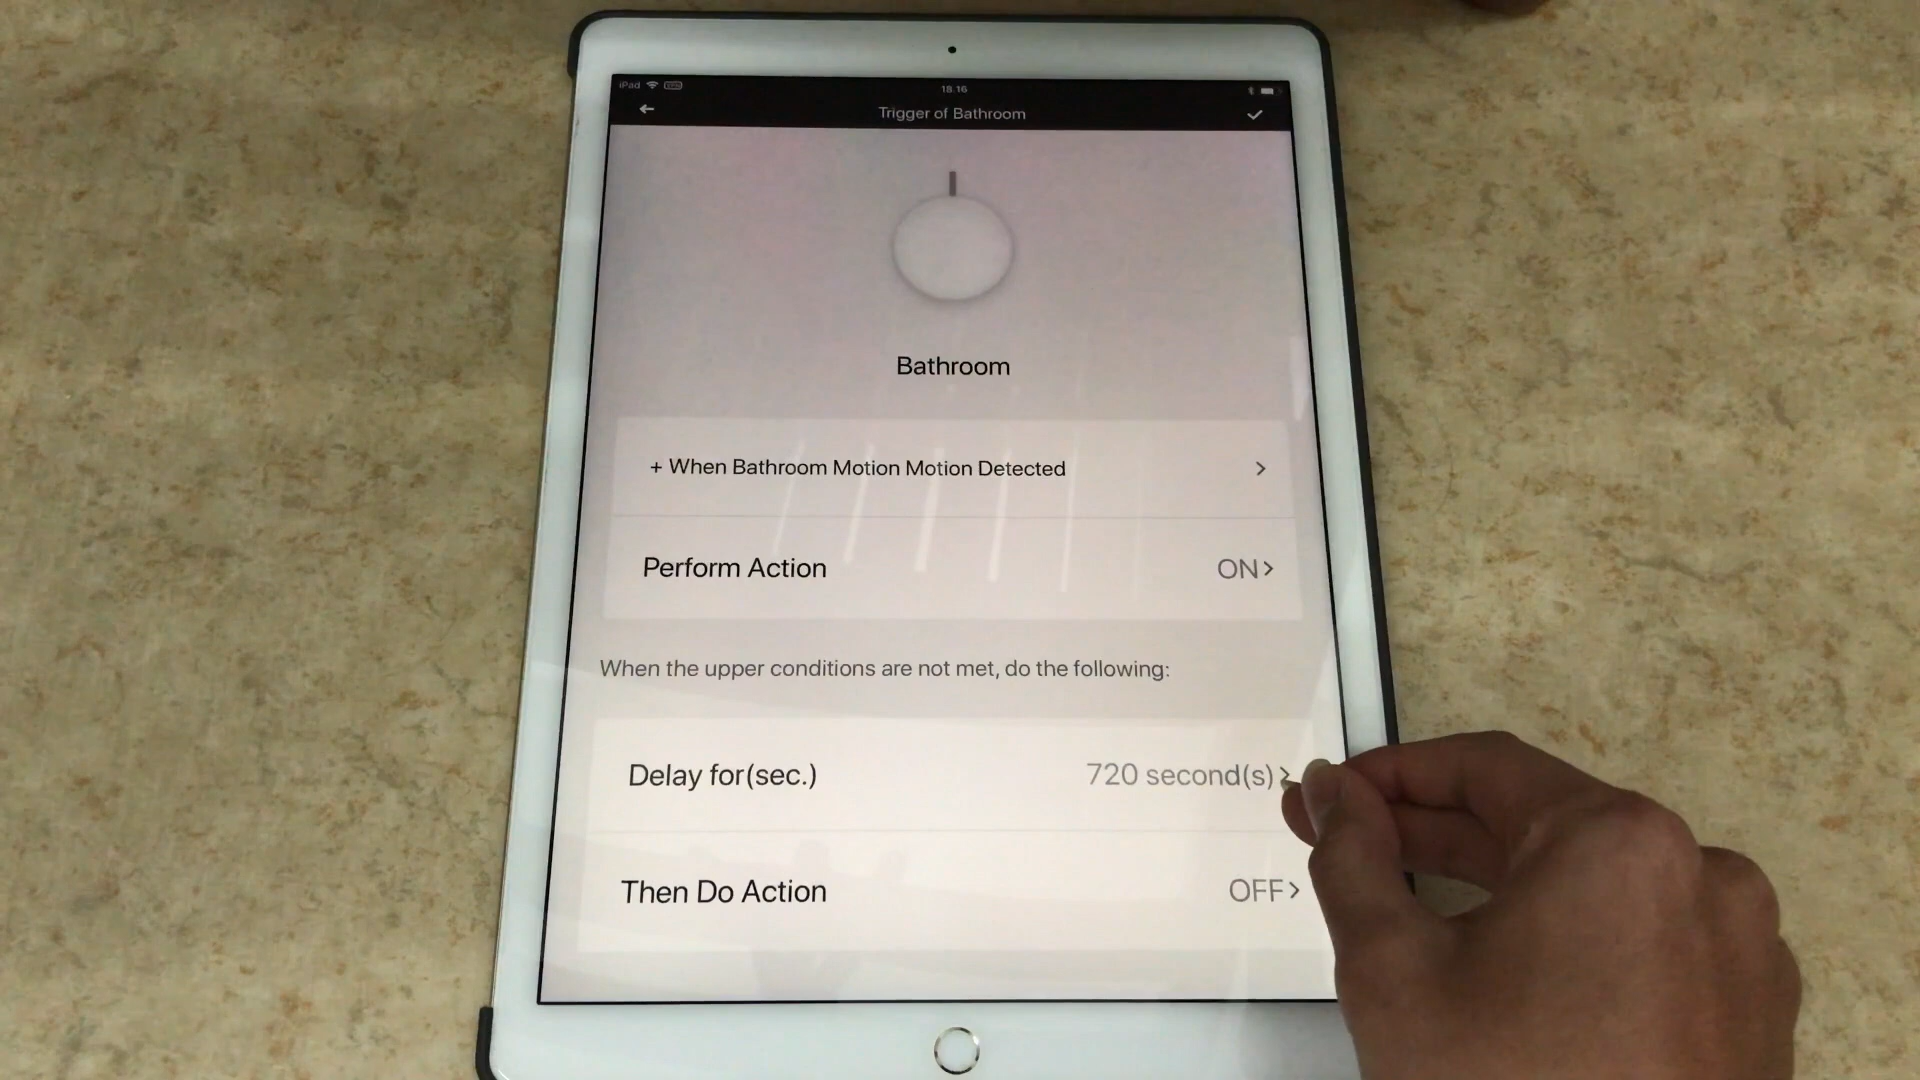 iPad VPN
18.16
Trigger of Bathroom
Bathroom
+ When Bathroom Motion Motion Detected
Perform Action ON
When the upper conditions are not met, do the following:
Delay for(sec.) 720 second(s)
Then Do Action OFF